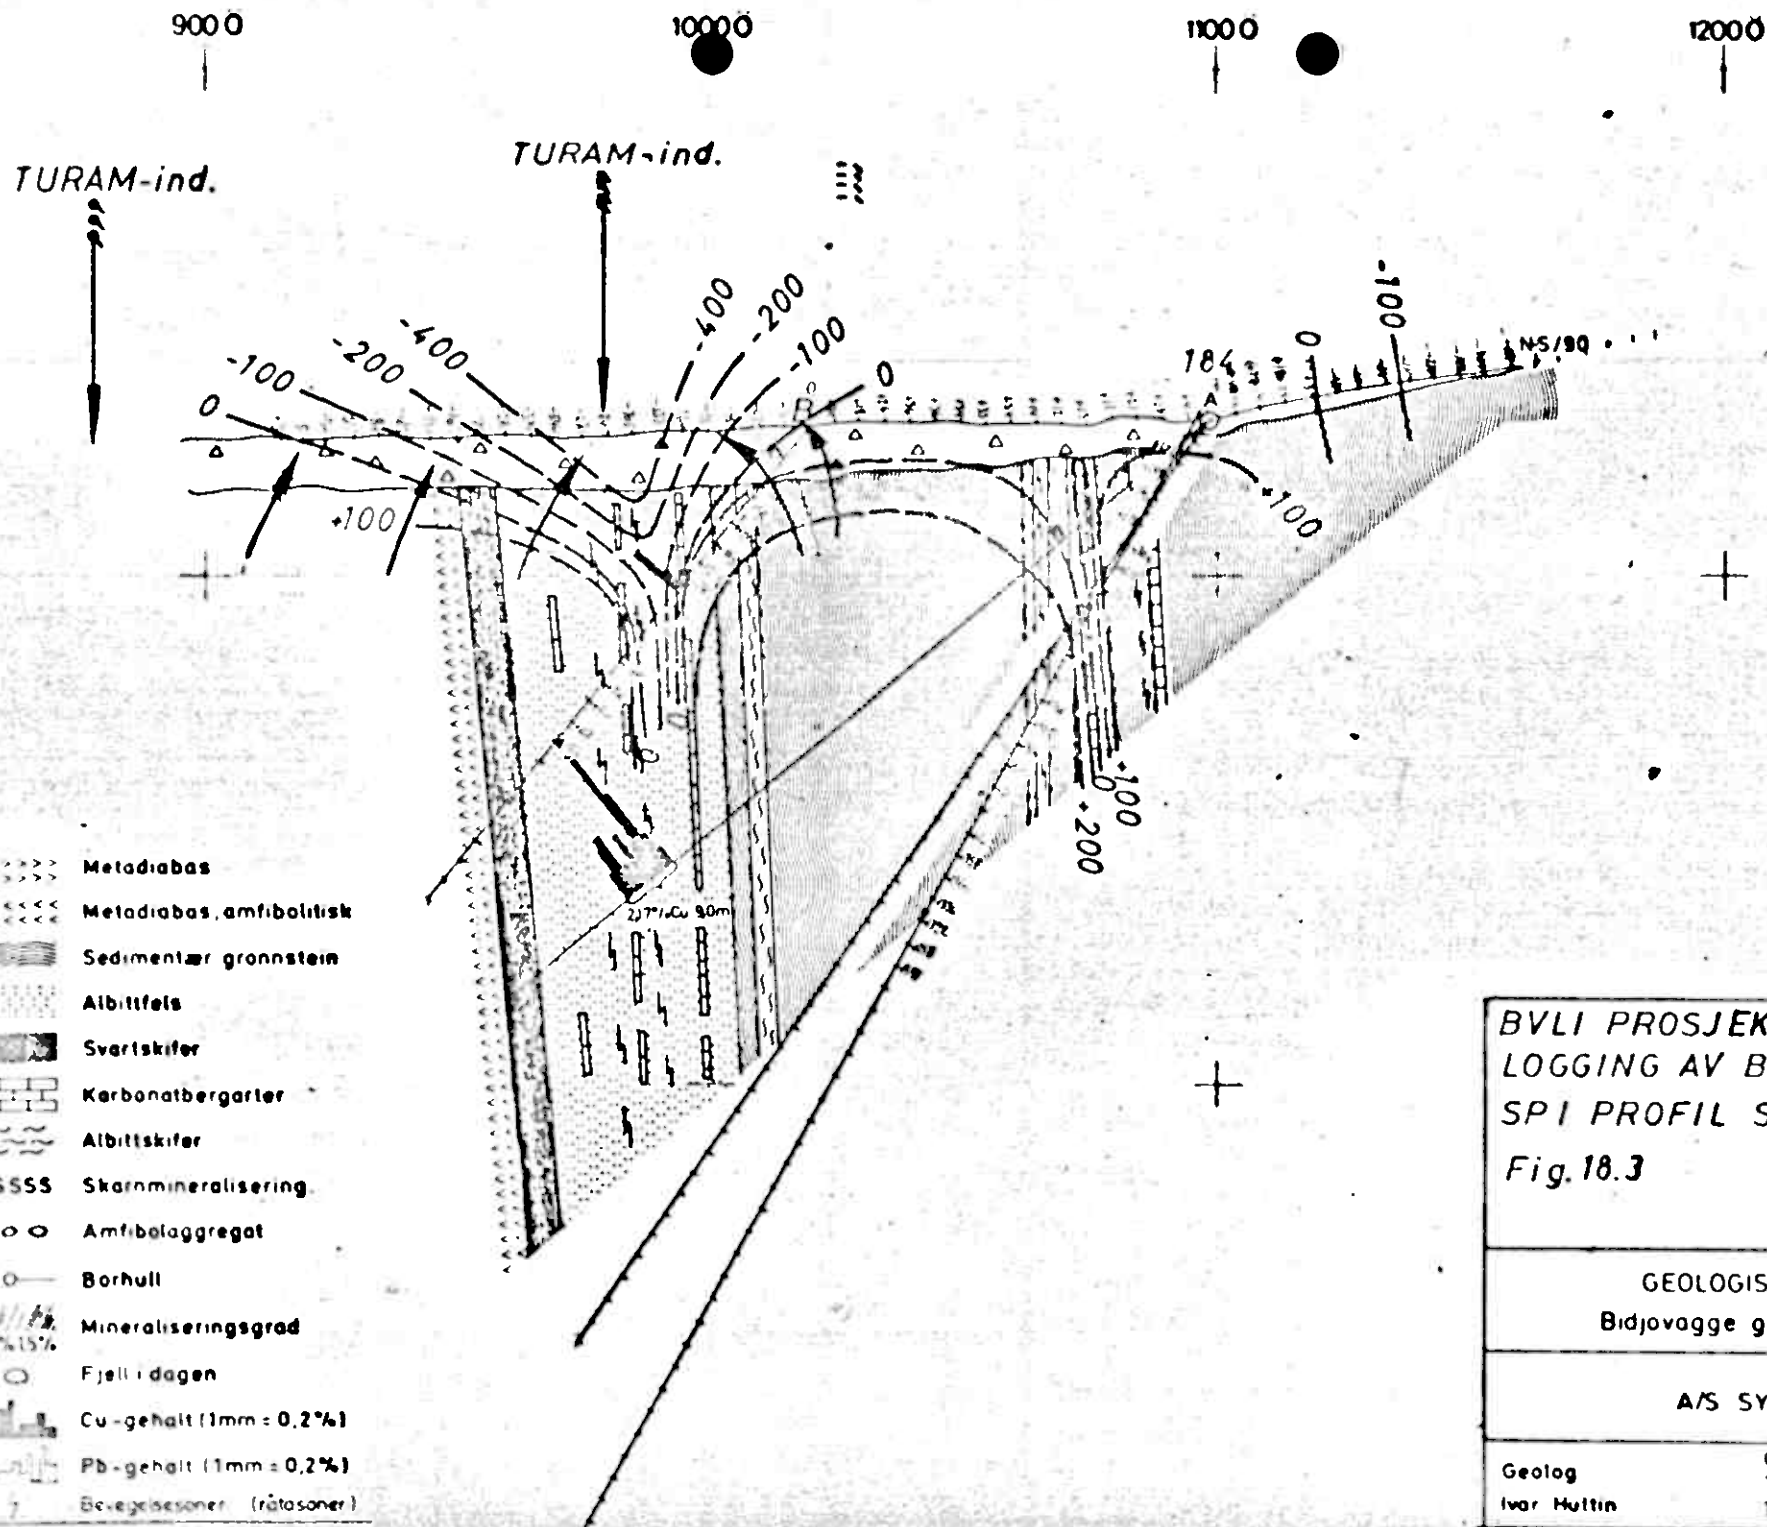 9000 Ö 10000 Ö 11000 Ö 12000 Ö
TURAM-ind. TURAM-ind.
-400 -200 -100 0
-400
-200
-100
0
+100
184
A
0 -100
N-S/90
+100
+100
+200
2,17%Cu 9,0m
Metadiabas
Metadiabas, amfibolitisk
Sedimentær grønnstein
Albittfels
Svartskifer
Karbonatbergarter
Albittskifer
SSSS Skarnmineralisering
Amfibolaggregat
Borhull
Mineraliseringsgrad
Fjell i dagen
Cu-gehalt (1mm = 0,2%)
Pb-gehalt (1mm = 0,2%)
Bevegelsesoner (råtasoner)
BVLI PROSJEK
LOGGING AV B
SP I PROFIL S
Fig. 18.3
GEOLOGIS
Bidjovagge g
A/S SY
Geolog
Ivar Hultin